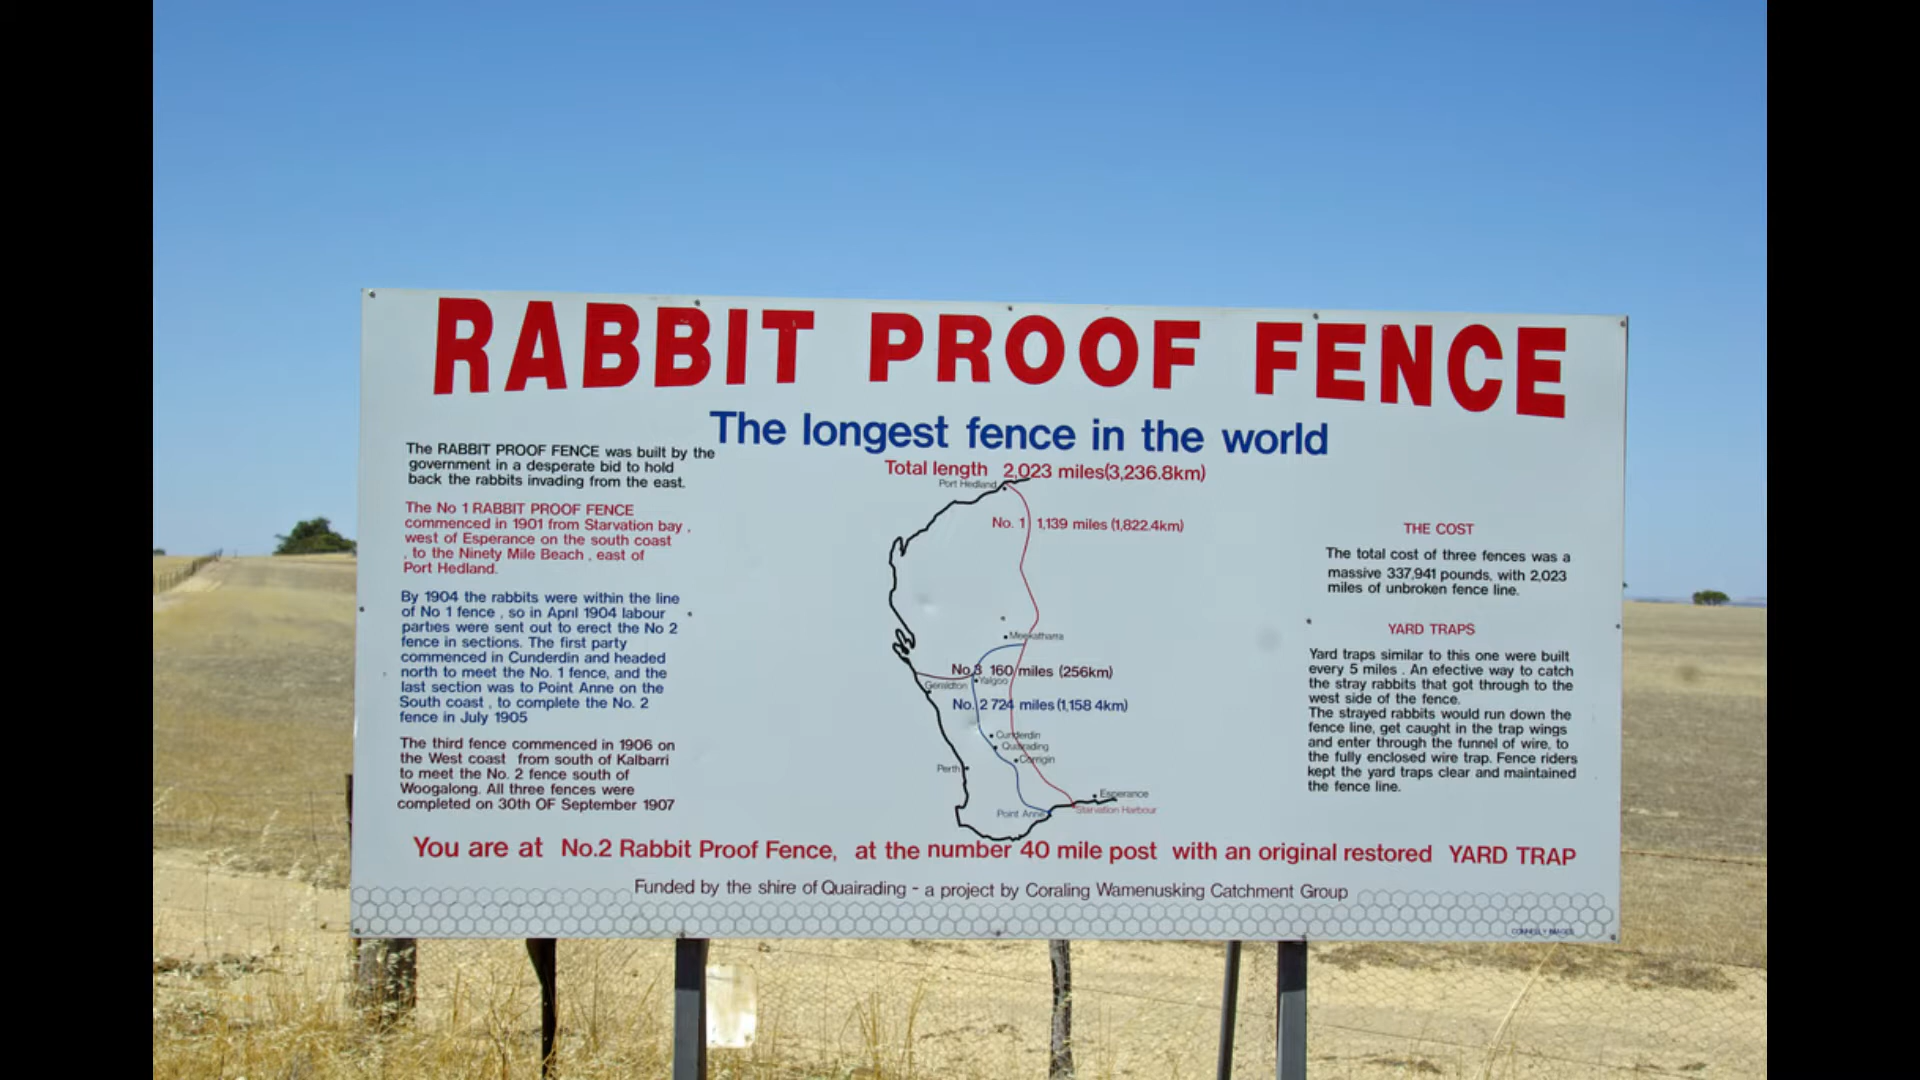 RABBIT PROOF FENCE
The longest fence in the world
Total length 2,023 miles(3,236.8km)
The RABBIT PROOF FENCE was built by the
government in a desperate bid to hold
back the rabbits invading from the east.
The No 1 RABBIT PROOF FENCE
commenced in 1901 from Starvation bay ,
west of Esperance on the south coast
, to the Ninety Mile Beach , east of
Port Hedland.
By 1904 the rabbits were within the line
of No 1 fence , so in April 1904 labour
parties were sent out to erect the No 2
fence in sections. The first party
commenced in Cunderdin and headed
north to meet the No. 1 fence, and the
last section was to Point Anne on the
South coast , to complete the No. 2
fence in July 1905
The third fence commenced in 1906 on
the West coast from south of Kalbarri
to meet the No. 2 fence south of
Woogalong. All three fences were
completed on 30th OF September 1907
Port Hedland
No. 1 1,139 miles (1,822.4km)
Meekatharra
No.3 160 miles (256km)
Yalgoo
Geraldton
No. 2 724 miles (1,158 4km)
Cunderdin
Quairading
Corrigin
Perth
Esperance
Starvation Harbour
Point Anne
THE COST
The total cost of three fences was a
massive 337,941 pounds, with 2,023
miles of unbroken fence line.
YARD TRAPS
Yard traps similar to this one were built
every 5 miles . An efective way to catch
the stray rabbits that got through to the
west side of the fence.
The strayed rabbits would run down the
fence line, get caught in the trap wings
and enter through the funnel of wire, to
the fully enclosed wire trap. Fence riders
kept the yard traps clear and maintained
the fence line.
You are at No.2 Rabbit Proof Fence, at the number 40 mile post with an original restored YARD TRAP
Funded by the shire of Quairading - a project by Coraling Wamenusking Catchment Group